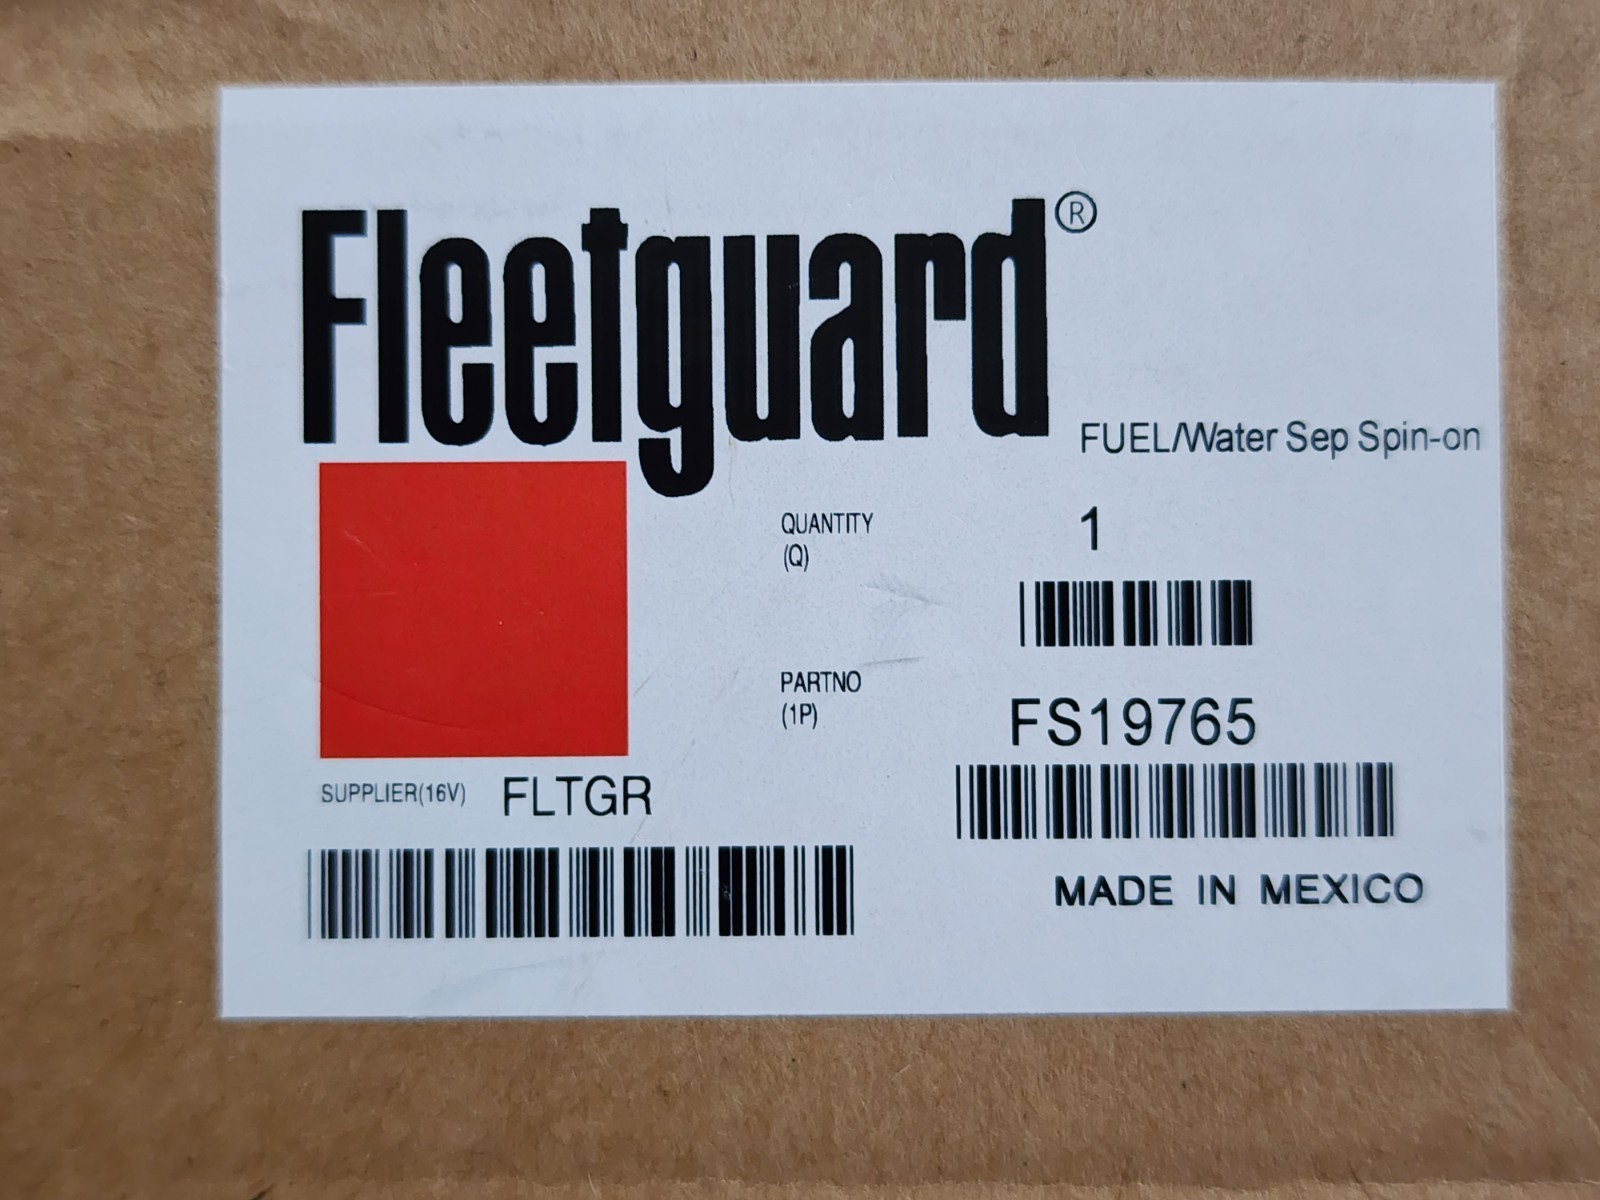 Fleetguard®
FUEL/Water Sep Spin-on
QUANTITY
(Q)
1
PARTNO
(1P)
FS19765
SUPPLIER(16V) FLTGR
MADE IN MEXICO